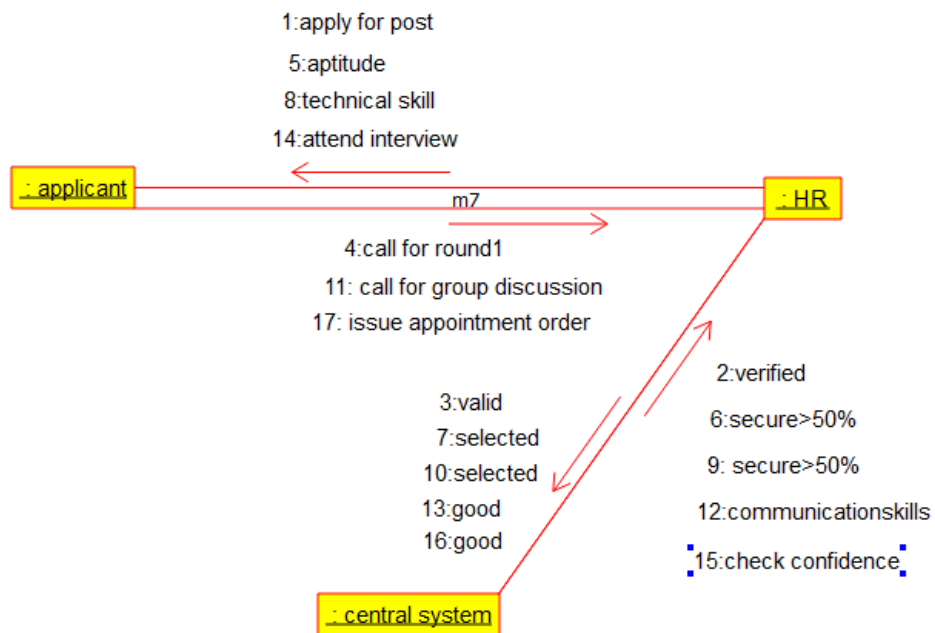 1:apply for post
5:aptitude
8:technical skill
14:attend interview
: applicant
m7
: HR
4:call for round1
11: call for group discussion
17: issue appointment order
2:verified
3:valid
6:secure>50%
7:selected
9: secure>50%
10:selected
13:good
12:communicationskills
16:good
15:check confidence
: central system